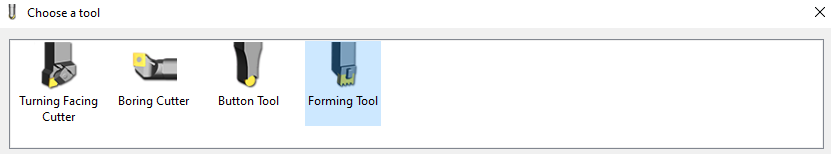 Choose a tool
Turning Facing Cutter
Boring Cutter
Button Tool
Forming Tool